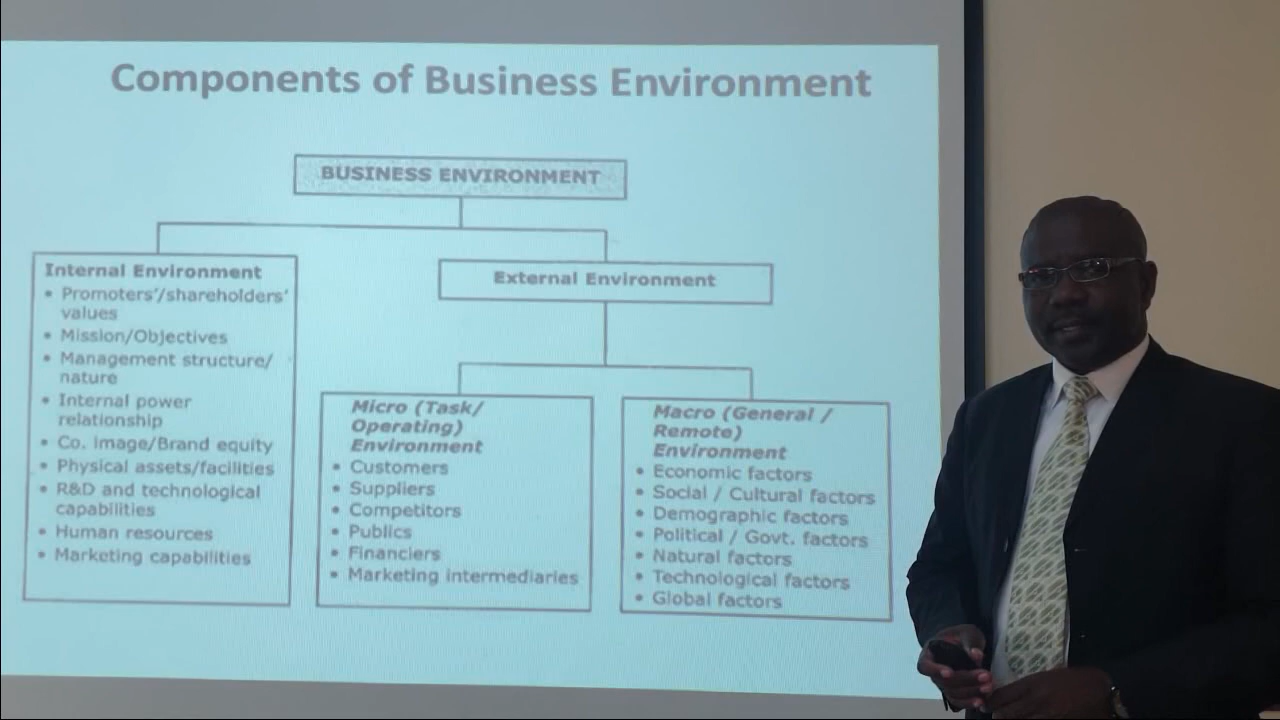 Components of Business Environment
BUSINESS ENVIRONMENT
Internal Environment
• Promoters'/shareholders'
values
• Mission/Objectives
• Management structure/
nature
• Internal power
relationship
• Co. image/Brand equity
• Physical assets/facilities
• R&D and technological
capabilities
• Human resources
• Marketing capabilities
External Environment
Micro (Task/
Operating)
Environment
• Customers
• Suppliers
• Competitors
• Publics
• Financiers
• Marketing intermediaries
Macro (General /
Remote)
Environment
• Economic factors
• Social / Cultural factors
• Demographic factors
• Political / Govt. factors
• Natural factors
• Technological factors
• Global factors